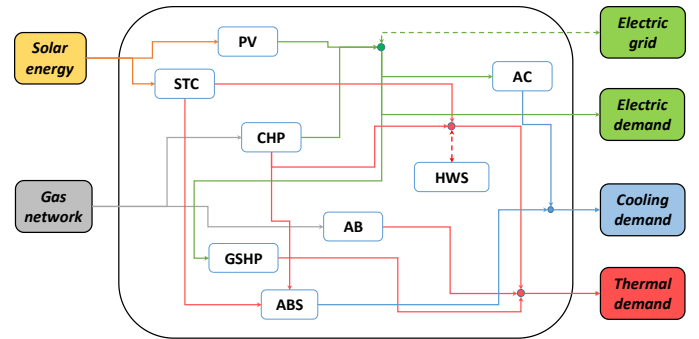 Solar
energy
PV
STC
CHP
Gas
network
AB
GSHP
ABS
AC
HWS
Electric
grid
Electric
demand
Cooling
demand
Thermal
demand